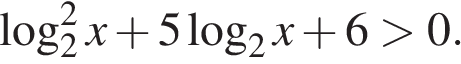 log₂² x + 5 log₂ x + 6 > 0.